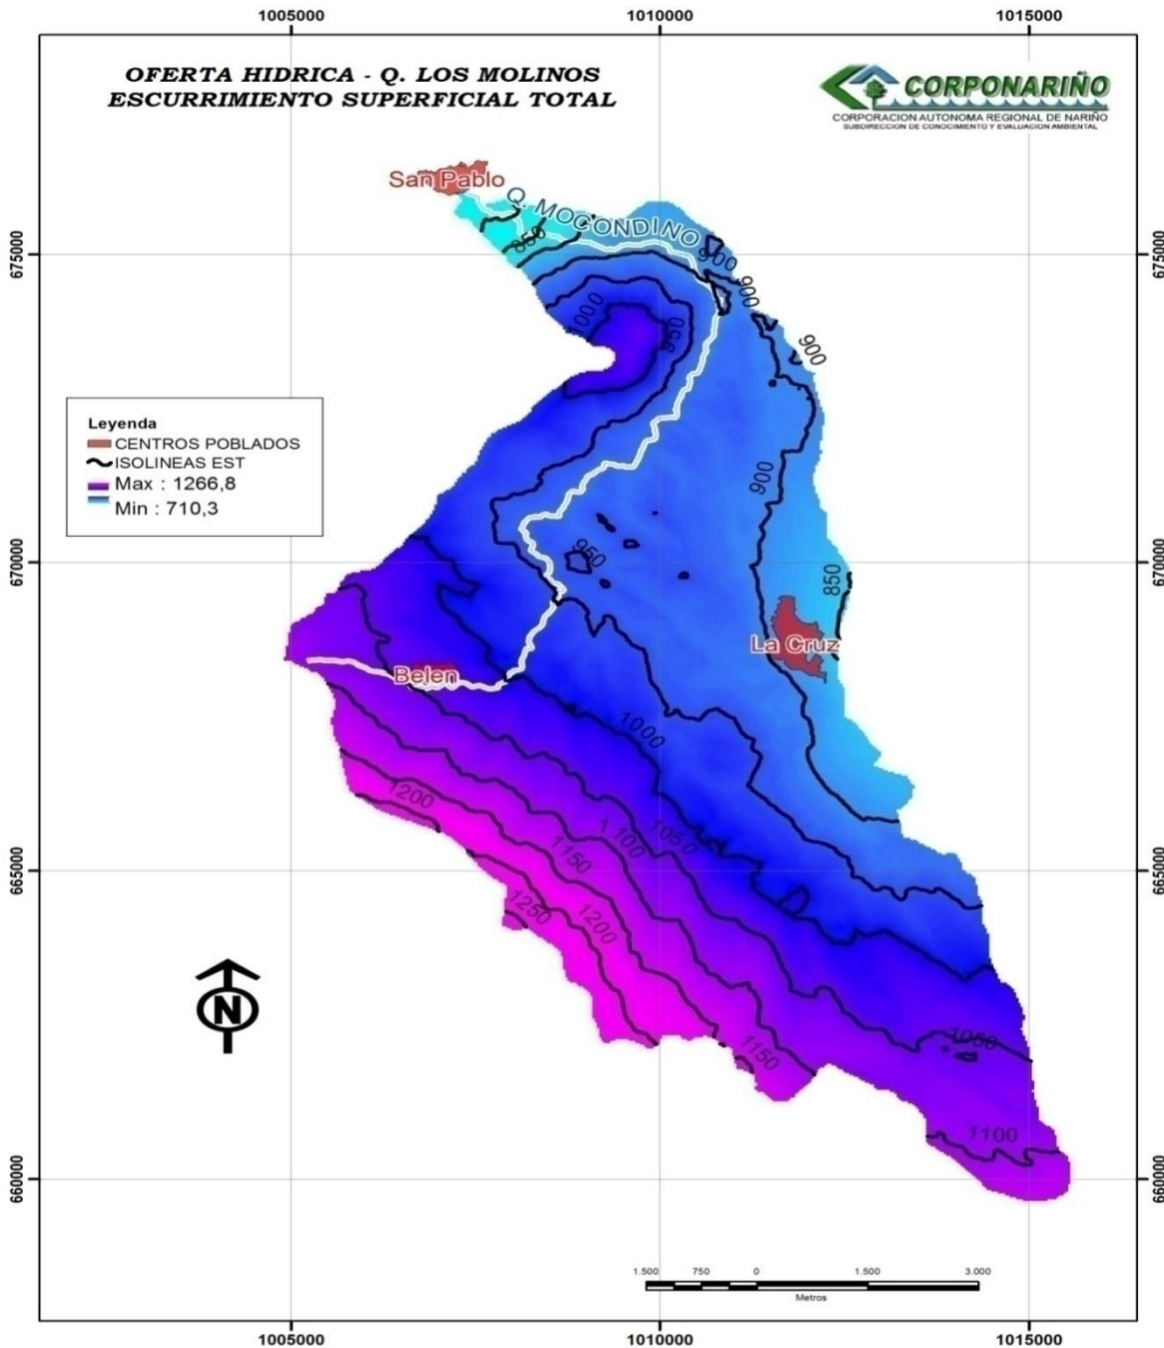 1005000
1010000
1015000
OFERTA HIDRICA - Q. LOS MOLINOS
ESCURRIMIENTO SUPERFICIAL TOTAL
CORPONARIÑO
CORPORACION AUTONOMA REGIONAL DE NARIÑO
SUBDIRECCION DE CONOCIMIENTO Y EVALUACION AMBIENTAL
San Pablo
Q. MOCONDINO
850
675000
675000
900
900
1000
950
900
Leyenda
CENTROS POBLADOS
ISOLINEAS EST
Max : 1266,8
Min : 710,3
900
950
670000
670000
850
La Cruz
Belen
1000
1200
1100
1050
1150
665000
665000
1250
1200
N
1050
1150
1100
660000
660000
1.500
750
0
1.500
3.000
Metros
1005000
1010000
1015000